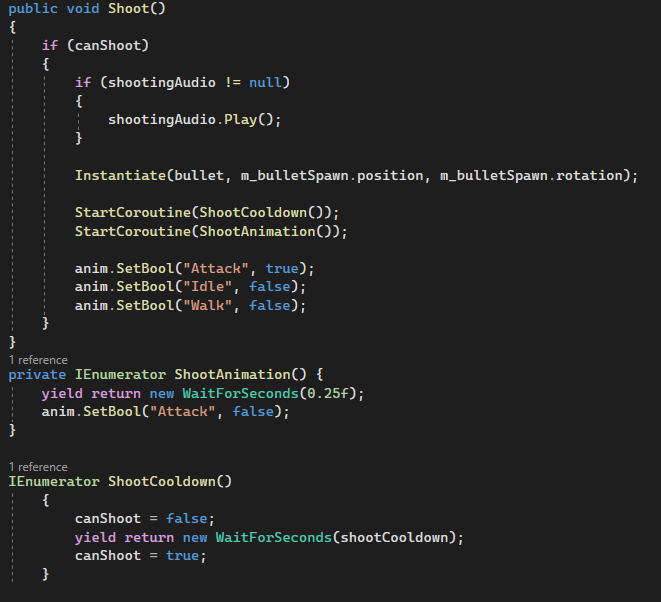 public void Shoot()
{
if (canShoot)
{
if (shootingAudio != null)
{
shootingAudio.Play();
}
Instantiate(bullet, m_bulletSpawn.position, m_bulletSpawn.rotation);
StartCoroutine(ShootCooldown());
StartCoroutine(ShootAnimation());
anim.SetBool("Attack", true);
anim.SetBool("Idle", false);
anim.SetBool("Walk", false);
}
}
1 reference
private IEnumerator ShootAnimation() {
yield return new WaitForSeconds(0.25f);
anim.SetBool("Attack", false);
}
1 reference
IEnumerator ShootCooldown()
{
canShoot = false;
yield return new WaitForSeconds(shootCooldown);
canShoot = true;
}